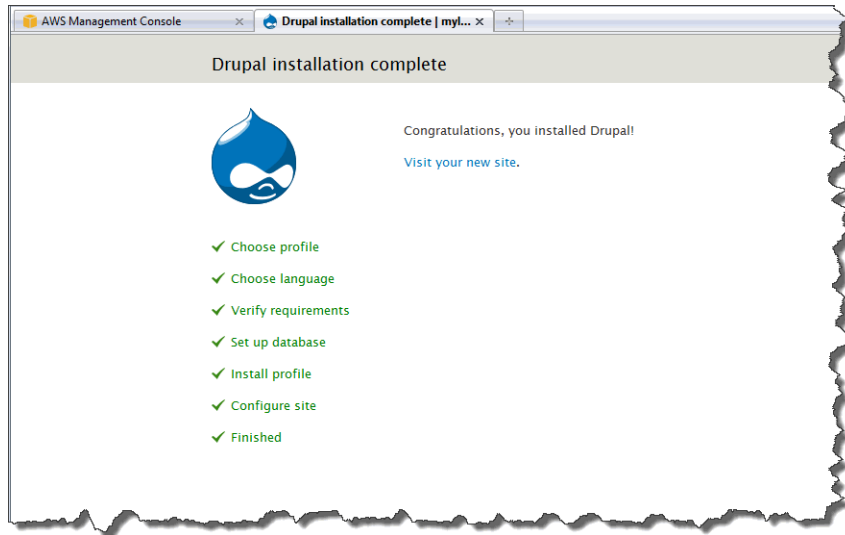 AWS Management Console
Drupal installation complete | myl...
Drupal installation complete
Congratulations, you installed Drupal!
Visit your new site.
Choose profile
Choose language
Verify requirements
Set up database
Install profile
Configure site
Finished